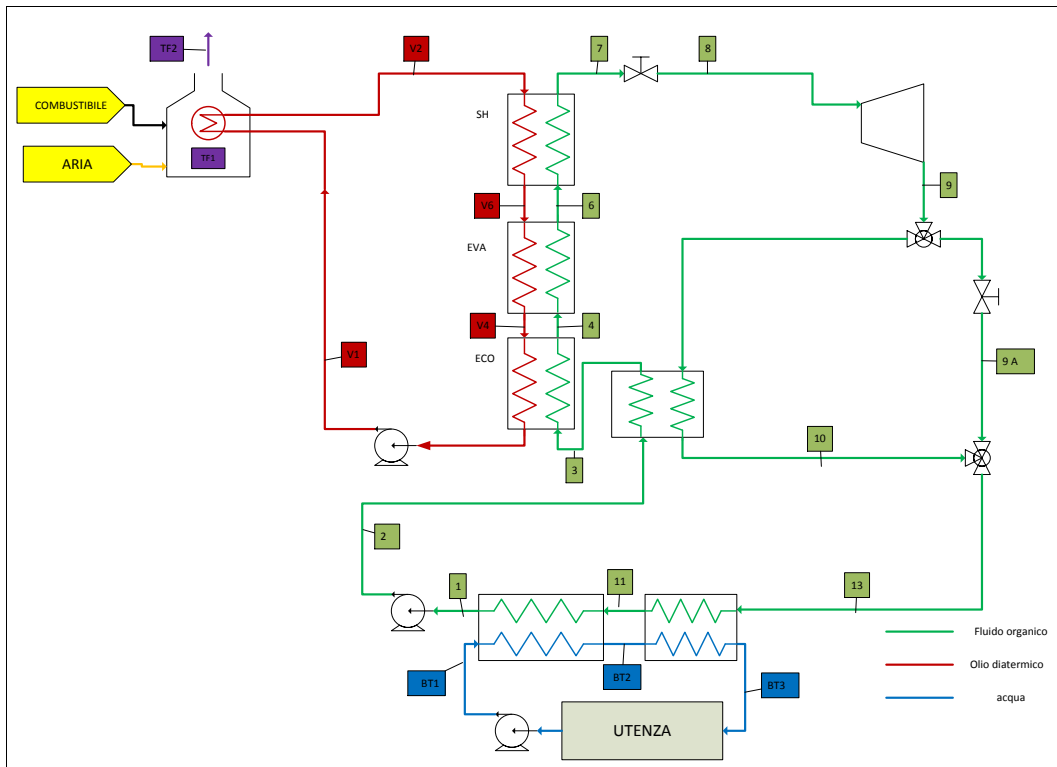 TF2
V2
7
8
COMBUSTIBILE
SH
TF1
ARIA
9
V6
6
EVA
V4
4
ECO
V1
9 A
10
3
2
1
11
13
Fluido organico
Olio diatermico
BT1
BT2
BT3
acqua
UTENZA